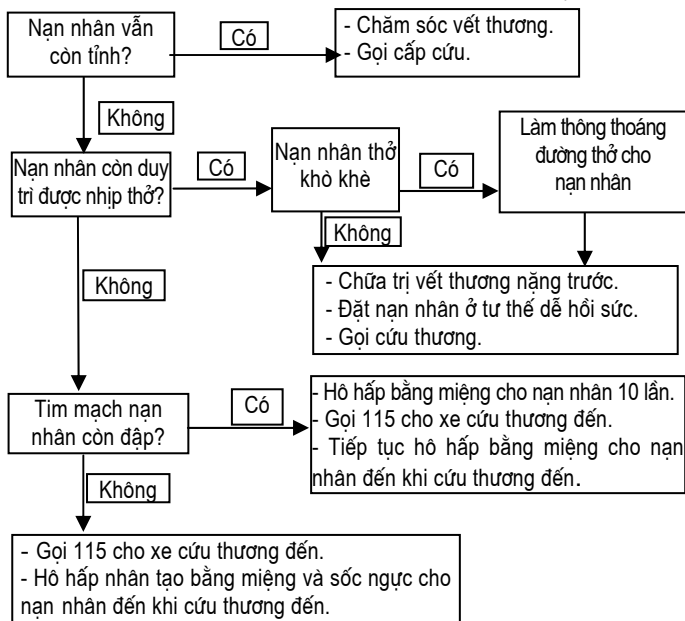 Nạn nhân vẫn
còn tỉnh?
Có
- Chăm sóc vết thương.
- Gọi cấp cứu.
Không
Nạn nhân còn duy
trì được nhịp thở?
Có
Nạn nhân thở
khò khè
Có
Làm thông thoáng
đường thở cho
nạn nhân
Không
- Chữa trị vết thương nặng trước.
- Đặt nạn nhân ở tư thế dễ hồi sức.
- Gọi cứu thương.
Không
Tim mạch nạn
nhân còn đập?
Có
- Hô hấp bằng miệng cho nạn nhân 10 lần.
- Gọi 115 cho xe cứu thương đến.
- Tiếp tục hô hấp bằng miệng cho nạn
nhân đến khi cứu thương đến.
Không
- Gọi 115 cho xe cứu thương đến.
- Hô hấp nhân tạo bằng miệng và sốc ngực cho
nạn nhân đến khi cứu thương đến.